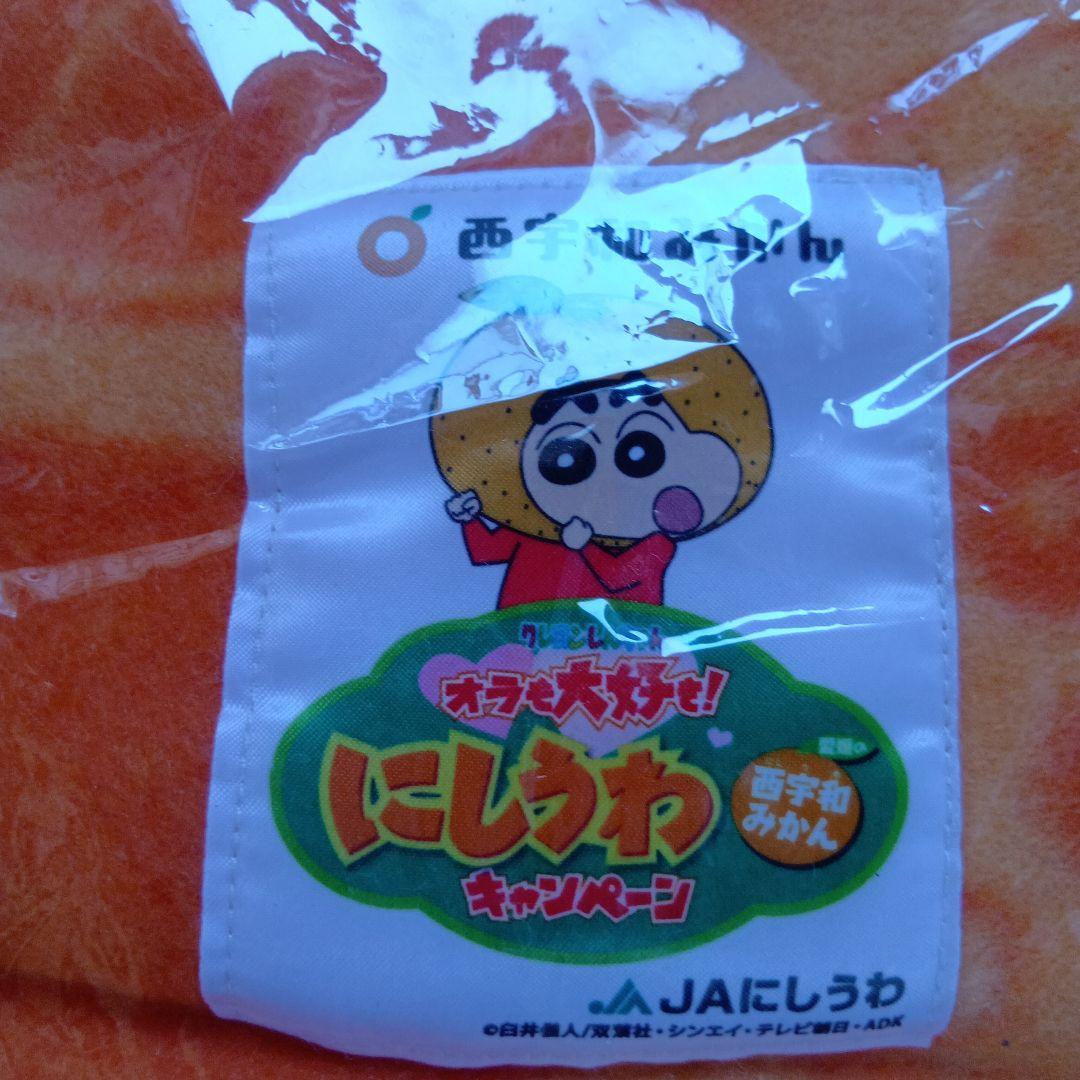 西宇和みかん
クレヨンしんちゃん
オラも大好き!
にしうわ
愛媛の
西宇和
みかん
キャンペーン
JAにしうわ
©臼井儀人/双葉社・シンエイ・テレビ朝日・ADK